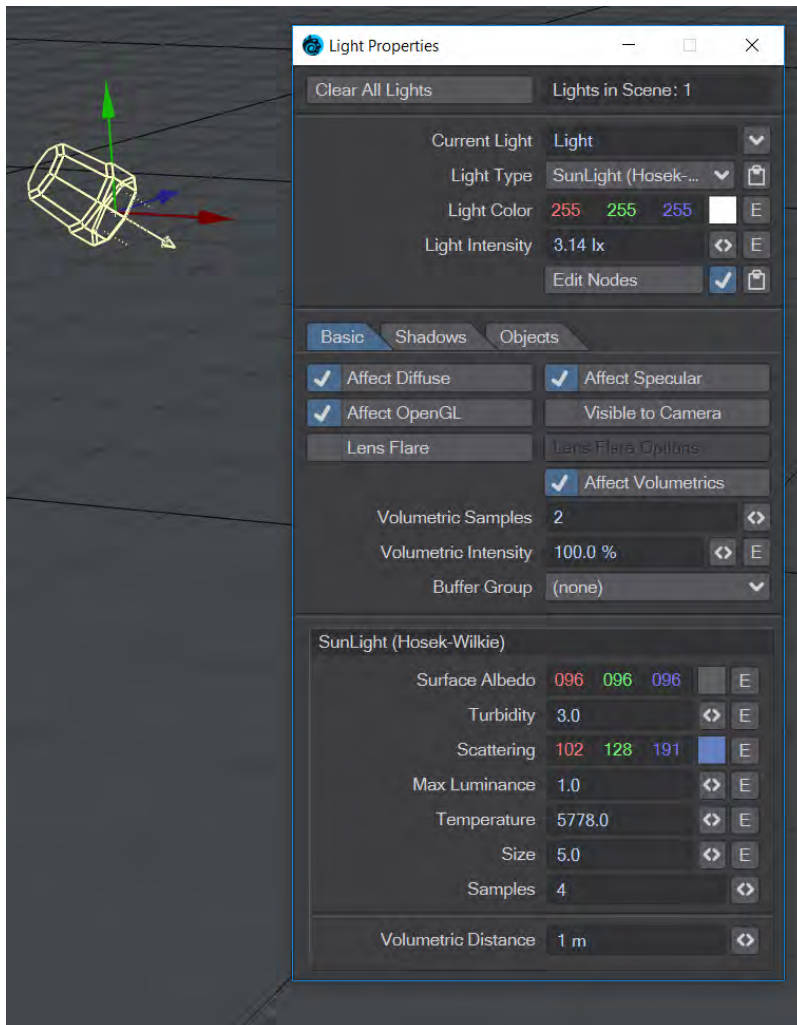 Light Properties
Clear All Lights Lights in Scene: 1
Current Light Light
Light Type SunLight (Hosek-...
Light Color 255 255 255 E
Light Intensity 3.14 lx E
Edit Nodes
Basic Shadows Objects
Affect Diffuse Affect Specular
Affect OpenGL Visible to Camera
Lens Flare Lens Flare Options
Affect Volumetrics
Volumetric Samples 2
Volumetric Intensity 100.0 % E
Buffer Group (none)
SunLight (Hosek-Wilkie)
Surface Albedo 096 096 096 E
Turbidity 3.0 E
Scattering 102 128 191 E
Max Luminance 1.0 E
Temperature 5778.0 E
Size 5.0 E
Samples 4
Volumetric Distance 1 m